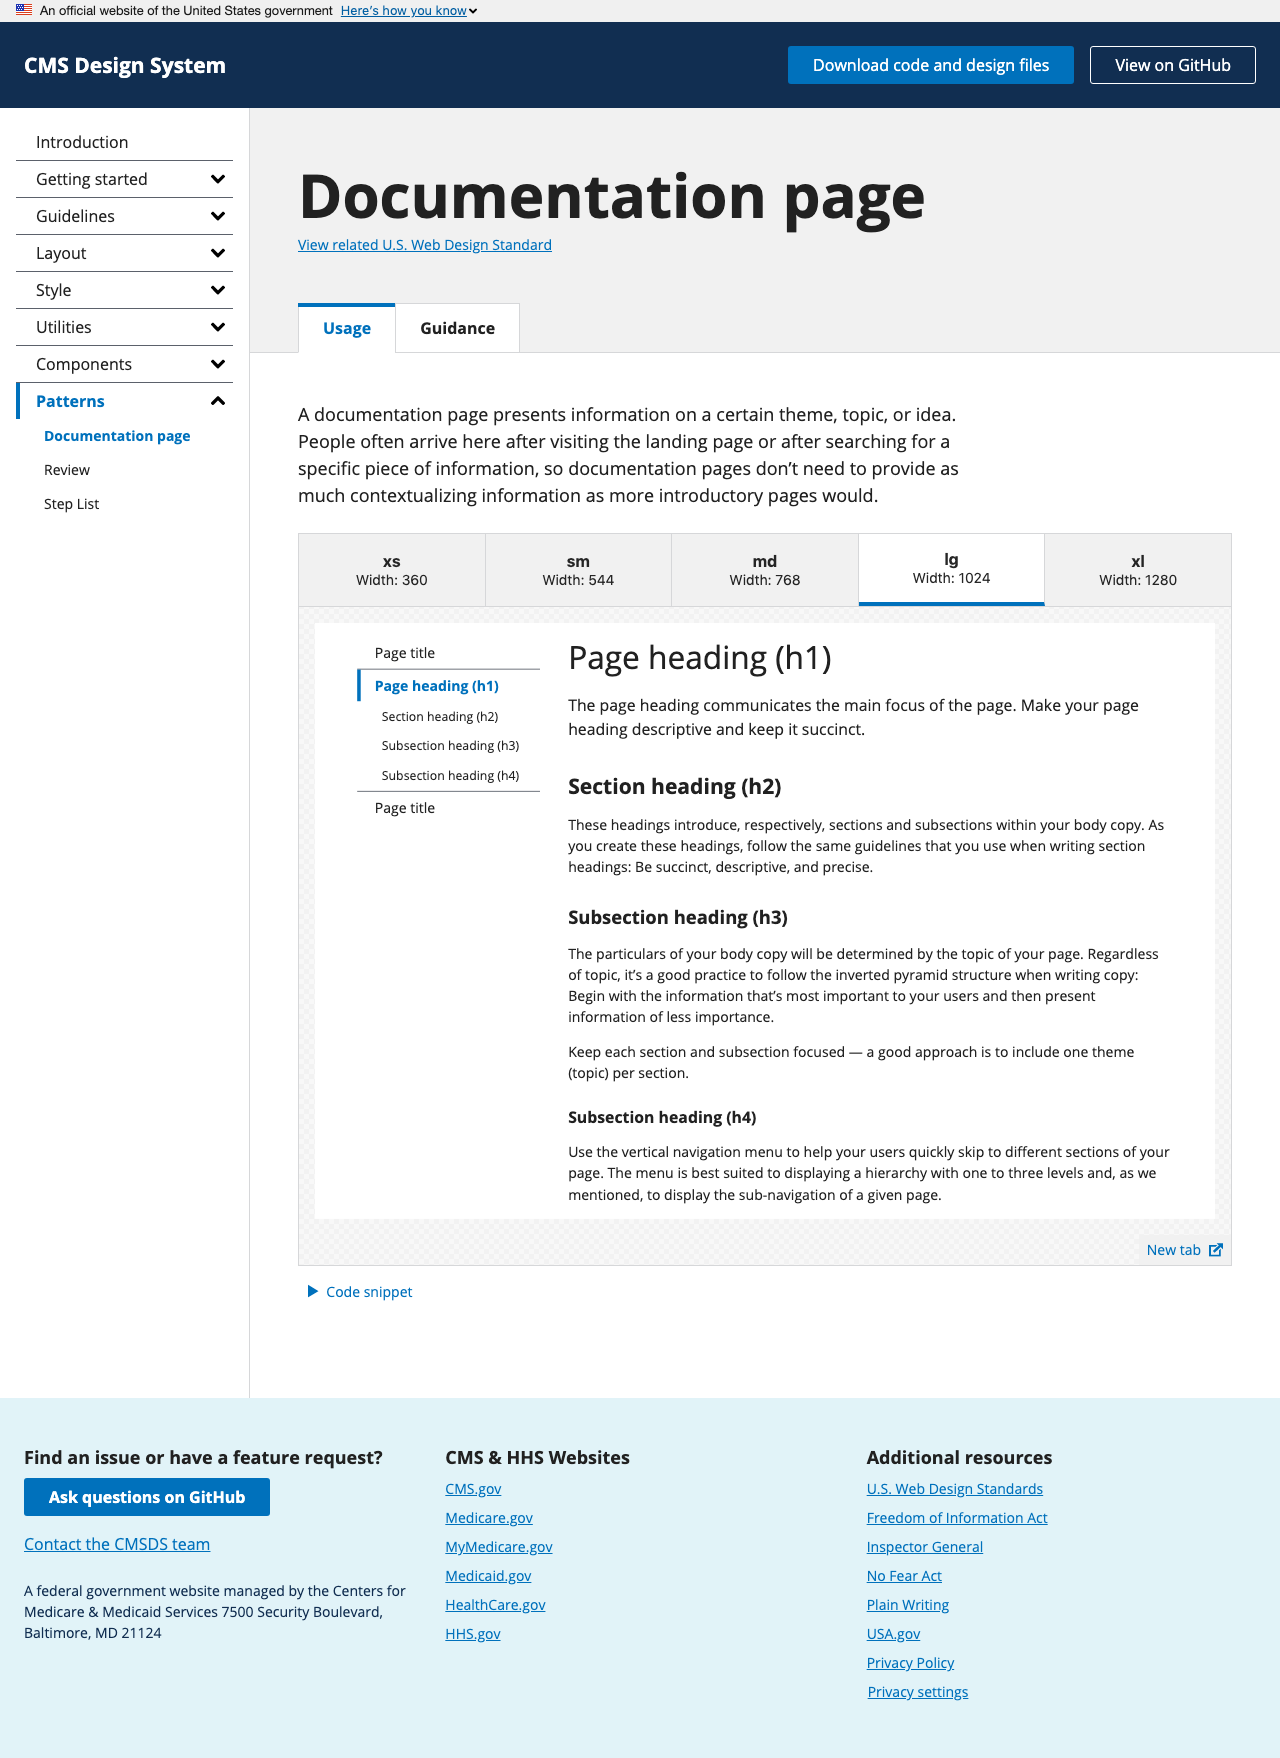 An official website of the United States government Here's how you know
CMS Design System
Download code and design files
View on GitHub
Introduction
Getting started
Guidelines
Layout
Style
Utilities
Components
Patterns
Documentation page
Review
Step List
Documentation page
View related U.S. Web Design Standard
Usage
Guidance
A documentation page presents information on a certain theme, topic, or idea.
People often arrive here after visiting the landing page or after searching for a
specific piece of information, so documentation pages don’t need to provide as
much contextualizing information as more introductory pages would.
xs
Width: 360
sm
Width: 544
md
Width: 768
lg
Width: 1024
xl
Width: 1280
Page title
Page heading (h1)
Section heading (h2)
Subsection heading (h3)
Subsection heading (h4)
Page title
Page heading (h1)
The page heading communicates the main focus of the page. Make your page
heading descriptive and keep it succinct.
Section heading (h2)
These headings introduce, respectively, sections and subsections within your body copy. As
you create these headings, follow the same guidelines that you use when writing section
headings: Be succinct, descriptive, and precise.
Subsection heading (h3)
The particulars of your body copy will be determined by the topic of your page. Regardless
of topic, it’s a good practice to follow the inverted pyramid structure when writing copy:
Begin with the information that’s most important to your users and then present
information of less importance.
Keep each section and subsection focused — a good approach is to include one theme
(topic) per section.
Subsection heading (h4)
Use the vertical navigation menu to help your users quickly skip to different sections of your
page. The menu is best suited to displaying a hierarchy with one to three levels and, as we
mentioned, to display the sub-navigation of a given page.
New tab
Code snippet
Find an issue or have a feature request?
Ask questions on GitHub
Contact the CMSDS team
A federal government website managed by the Centers for
Medicare & Medicaid Services 7500 Security Boulevard,
Baltimore, MD 21124
CMS & HHS Websites
CMS.gov
Medicare.gov
MyMedicare.gov
Medicaid.gov
HealthCare.gov
HHS.gov
Additional resources
U.S. Web Design Standards
Freedom of Information Act
Inspector General
No Fear Act
Plain Writing
USA.gov
Privacy Policy
Privacy settings